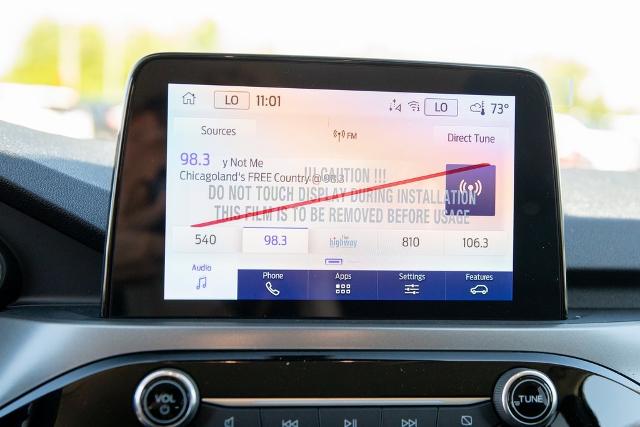 LO 11:01 LO 73°
Sources FM Direct Tune
98.3 y Not Me
Chicagoland's FREE Country @ 98.3
!!! CAUTION !!!
DO NOT TOUCH DISPLAY DURING INSTALLATION
THIS FILM IS TO BE REMOVED BEFORE USAGE
540 98.3 the highway 810 106.3
Audio Phone Apps Settings Features
VOL TUNE